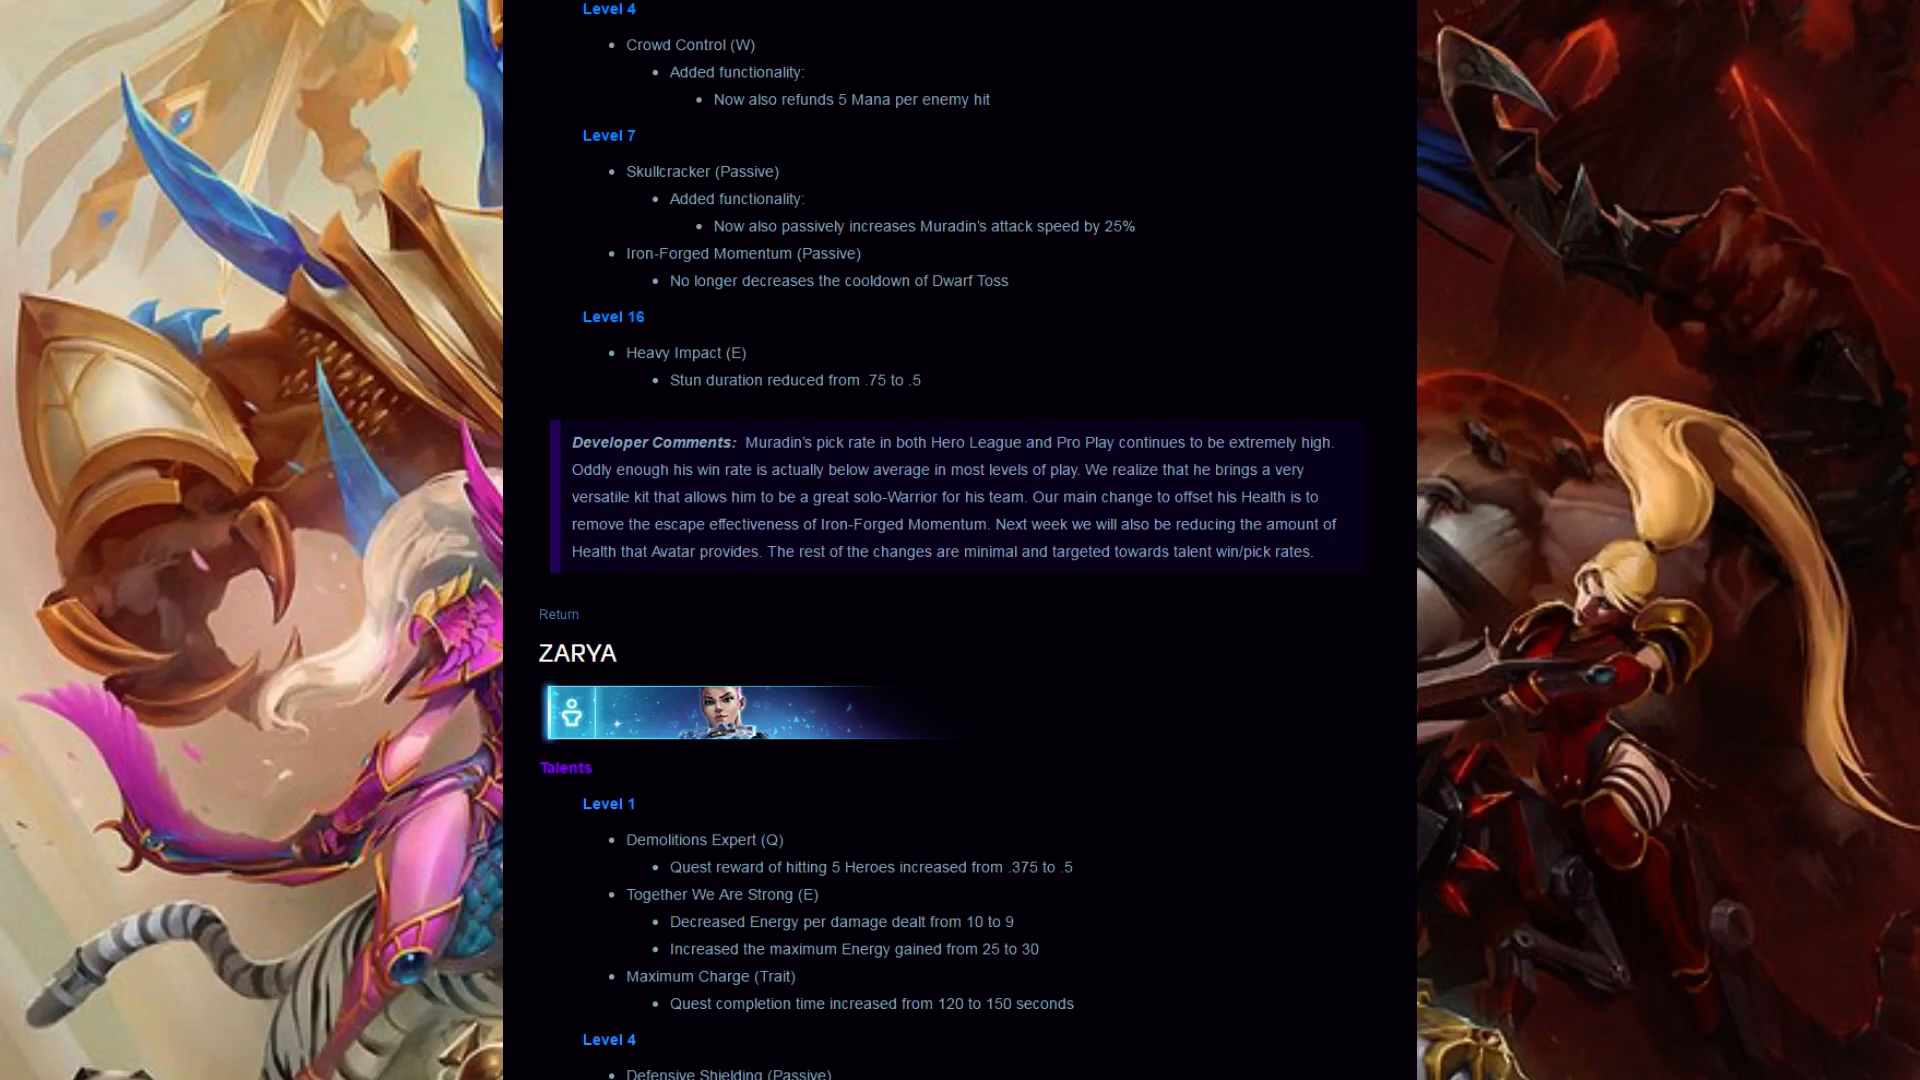 Level 4
Crowd Control (W)
Added functionality:
Now also refunds 5 Mana per enemy hit
Level 7
Skullcracker (Passive)
Added functionality:
Now also passively increases Muradin’s attack speed by 25%
Iron-Forged Momentum (Passive)
No longer decreases the cooldown of Dwarf Toss
Level 16
Heavy Impact (E)
Stun duration reduced from .75 to .5
Developer Comments: Muradin’s pick rate in both Hero League and Pro Play continues to be extremely high.
Oddly enough his win rate is actually below average in most levels of play. We realize that he brings a very
versatile kit that allows him to be a great solo-Warrior for his team. Our main change to offset his Health is to
remove the escape effectiveness of Iron-Forged Momentum. Next week we will also be reducing the amount of
Health that Avatar provides. The rest of the changes are minimal and targeted towards talent win/pick rates.
Return
ZARYA
Talents
Level 1
Demolitions Expert (Q)
Quest reward of hitting 5 Heroes increased from .375 to .5
Together We Are Strong (E)
Decreased Energy per damage dealt from 10 to 9
Increased the maximum Energy gained from 25 to 30
Maximum Charge (Trait)
Quest completion time increased from 120 to 150 seconds
Level 4
Defensive Shielding (Passive)